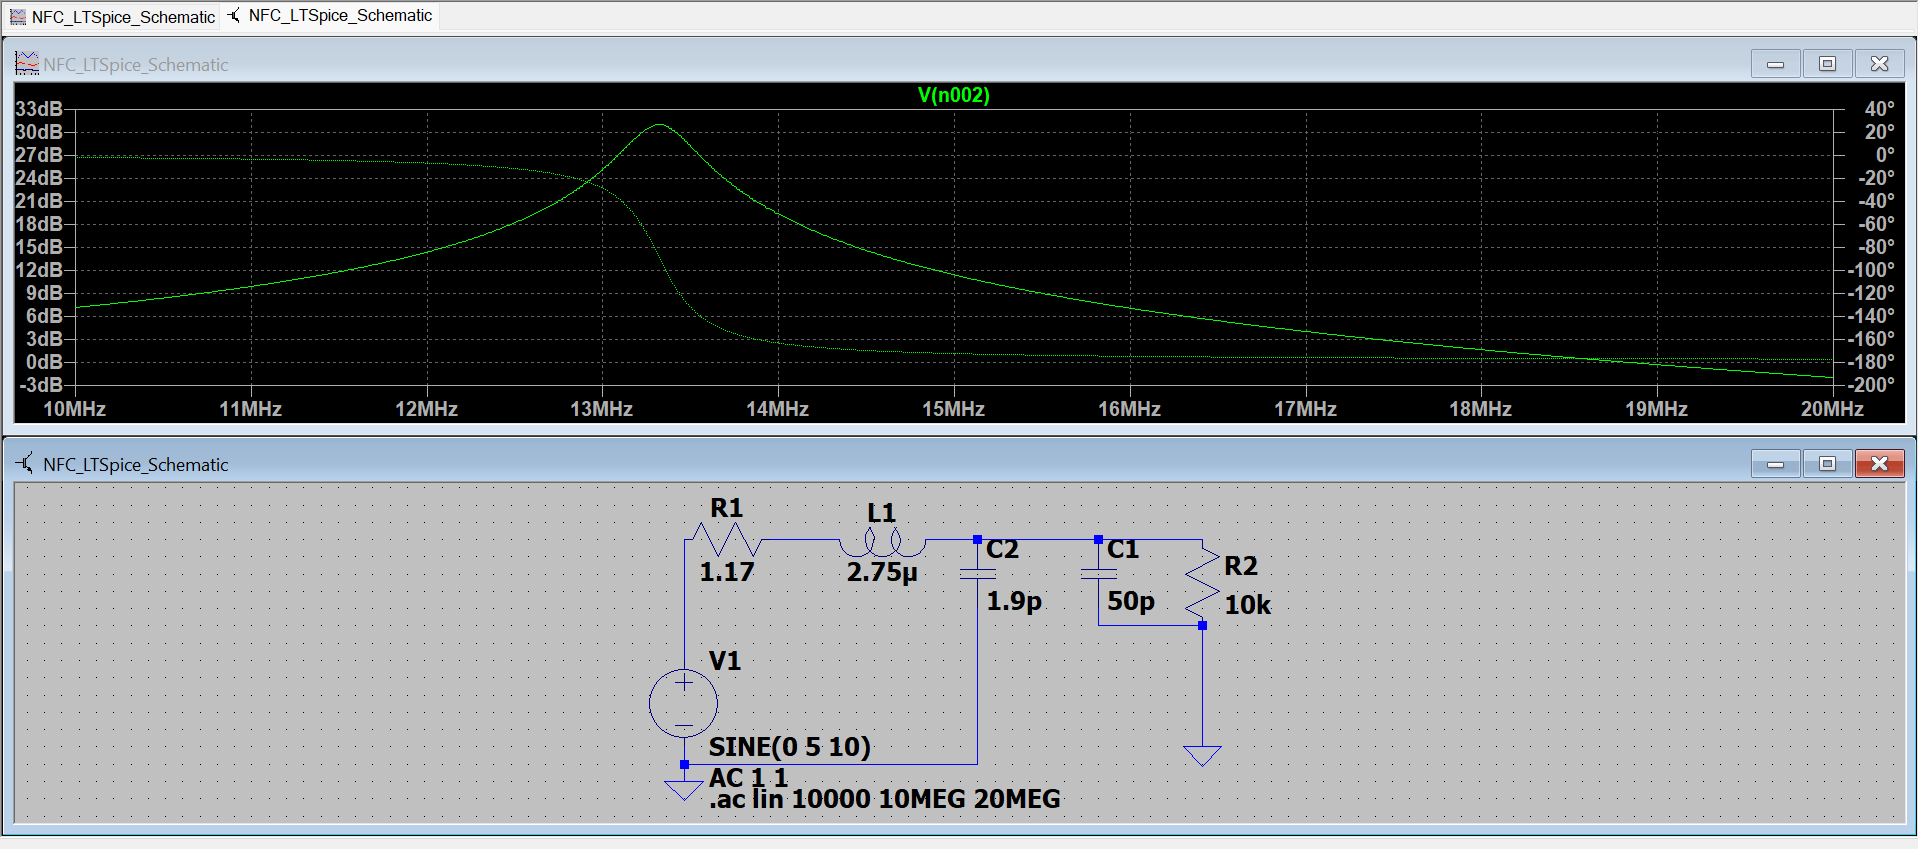 NFC_LTSpice_Schematic NFC_LTSpice_Schematic
NFC_LTSpice_Schematic
V(n002)
33dB 40°
30dB 20°
27dB 0°
24dB -20°
21dB -40°
18dB -60°
15dB -80°
12dB -100°
9dB -120°
6dB -140°
3dB -160°
0dB -180°
-3dB -200°
10MHz 11MHz 12MHz 13MHz 14MHz 15MHz 16MHz 17MHz 18MHz 19MHz 20MHz
NFC_LTSpice_Schematic
R1
1.17
L1
2.75µ
C2
1.9p
C1
50p
R2
10k
V1
SINE(0 5 10)
AC 1 1
.ac lin 10000 10MEG 20MEG